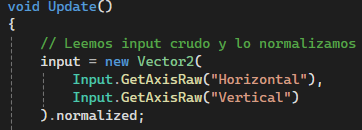 void Update()
{
// Leemos input crudo y lo normalizamos
input = new Vector2(
Input.GetAxisRaw("Horizontal"),
Input.GetAxisRaw("Vertical")
).normalized;